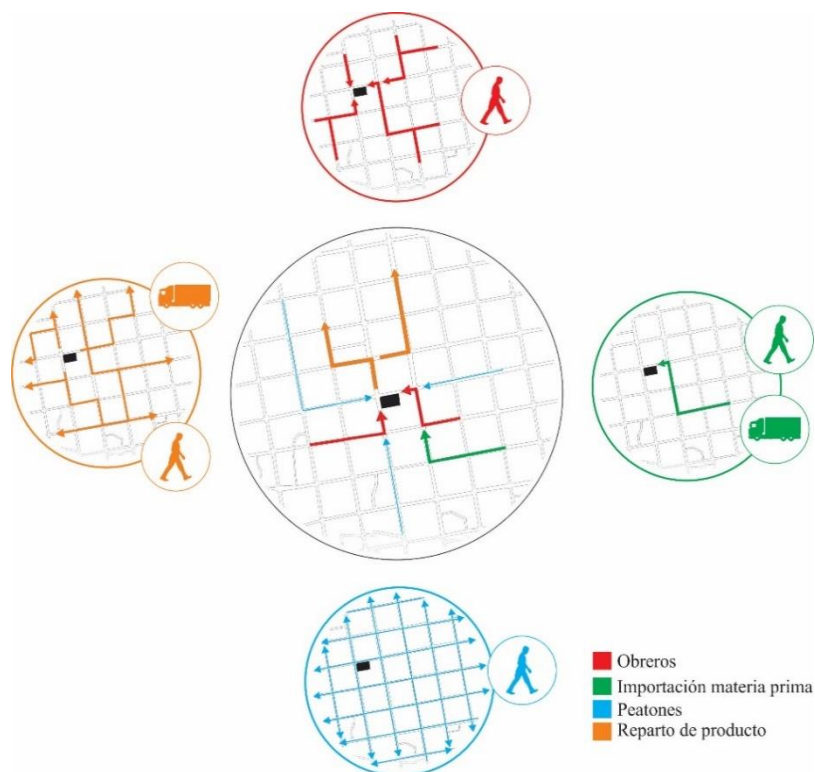 Obreros
Importación materia prima
Peatones
Reparto de producto